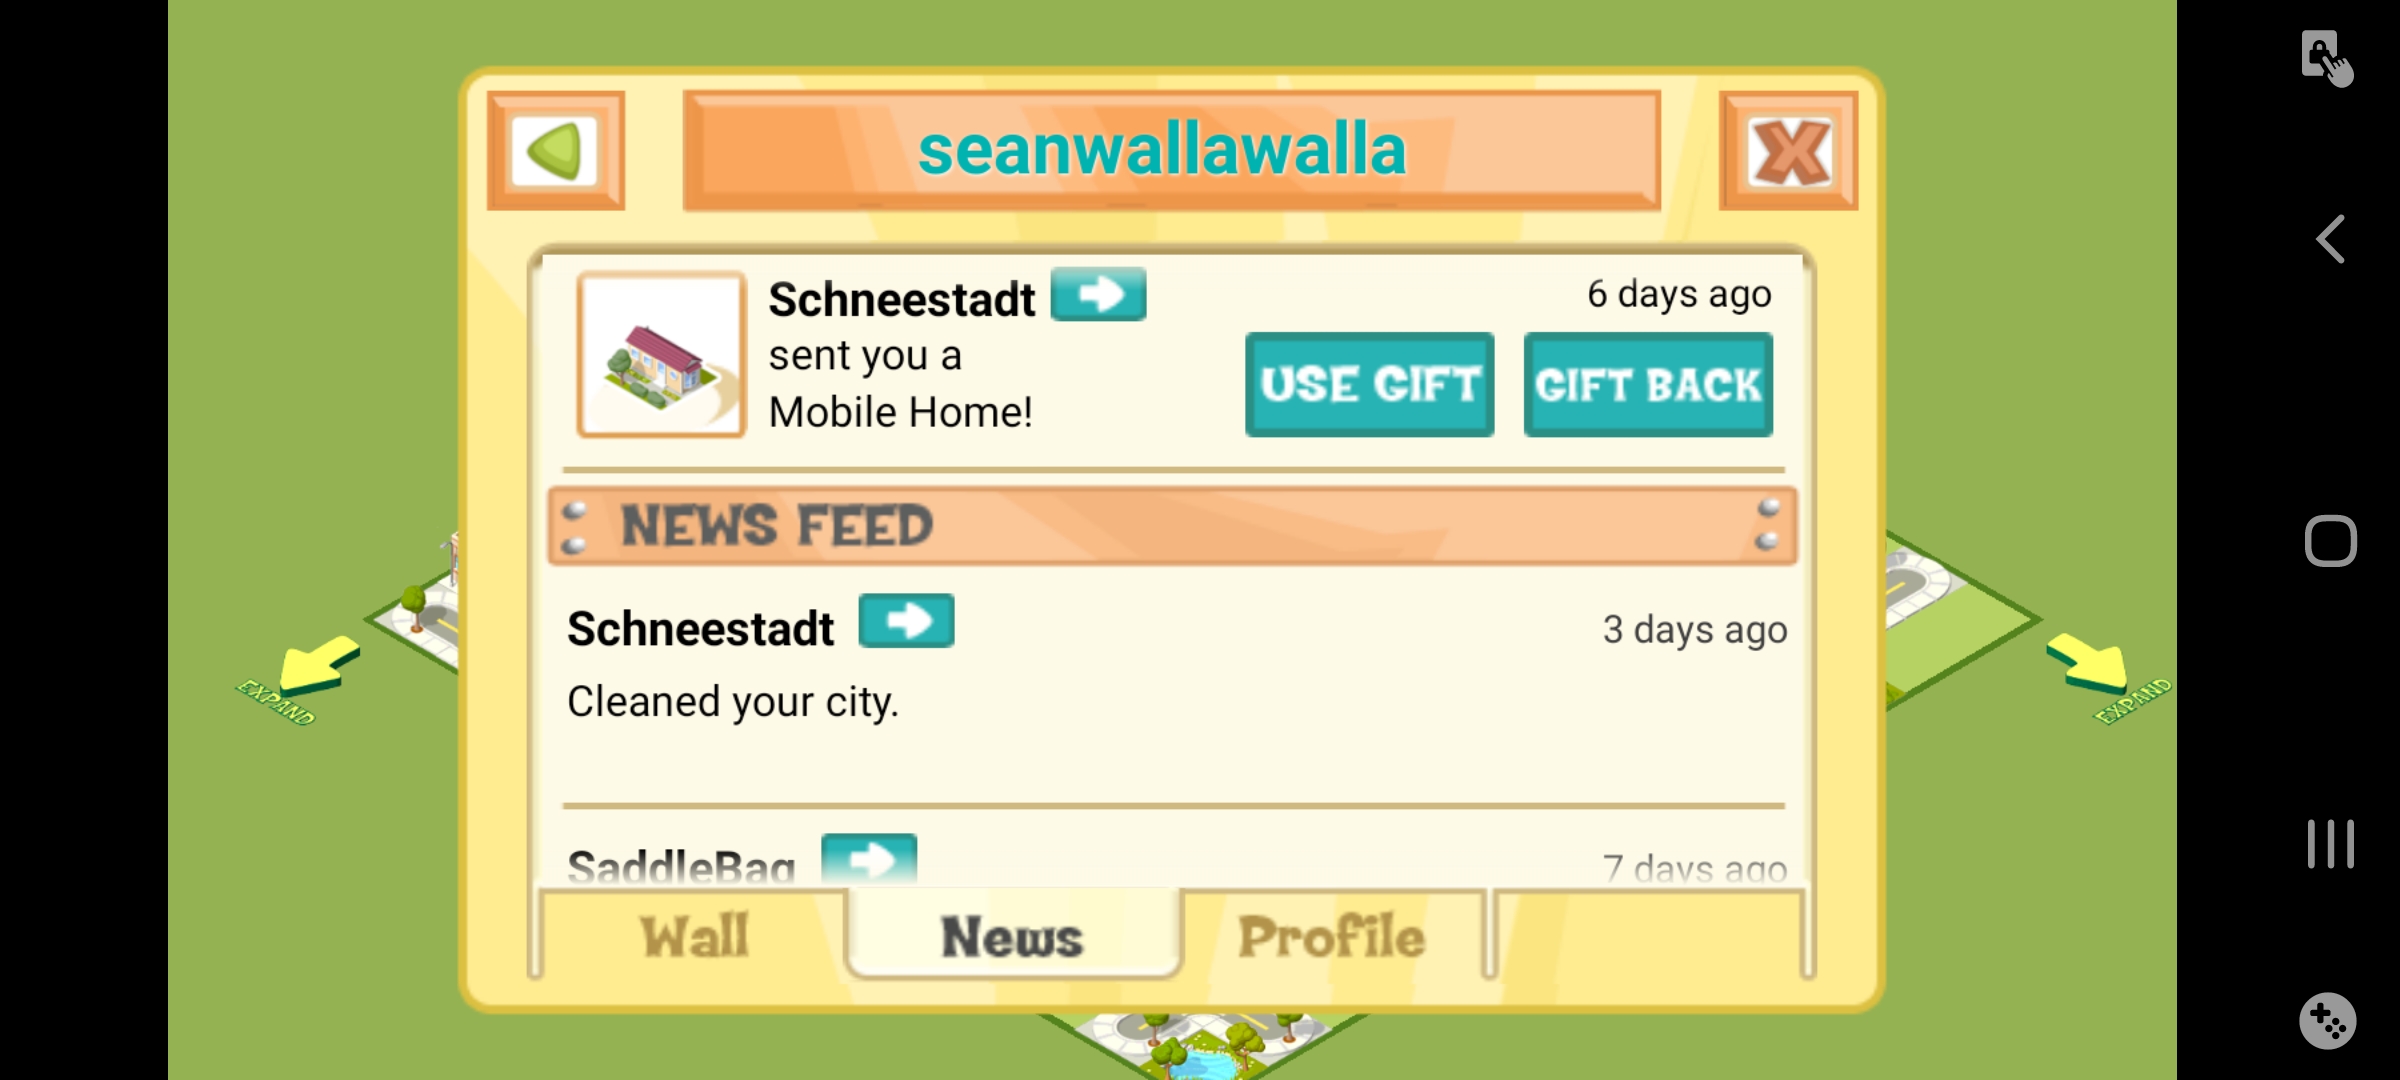 seanwallawalla
Schneestadt
6 days ago
sent you a
Mobile Home!
USE GIFT
GIFT BACK
NEWS FEED
Schneestadt
3 days ago
Cleaned your city.
SaddleBag
7 days ago
EXPAND
EXPAND
Wall
News
Profile